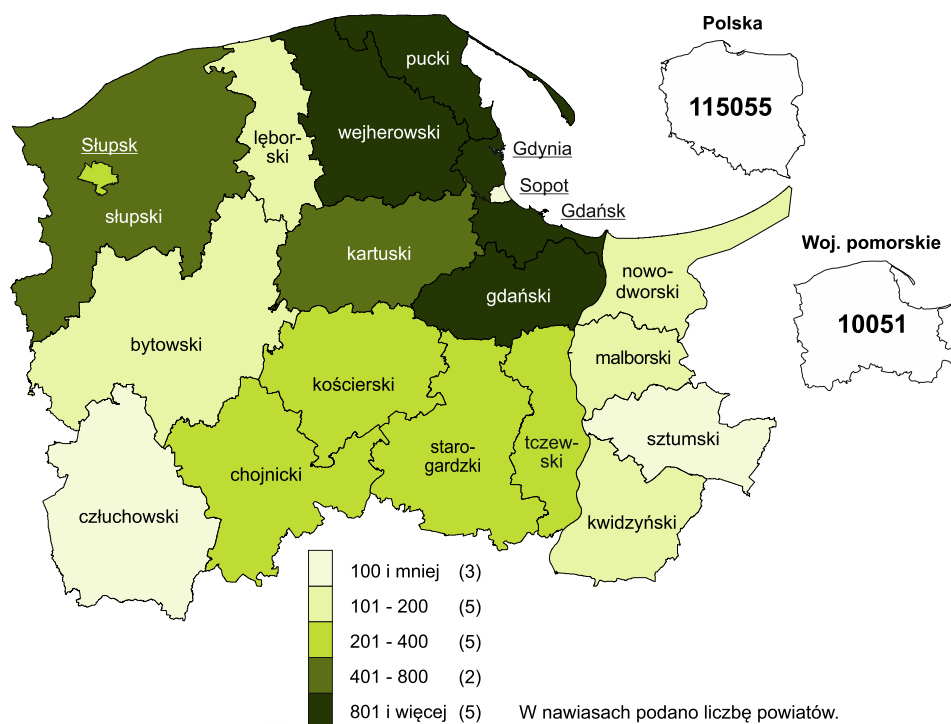 Polska
115055
pucki
wejherowski
Słupsk
lębor-
ski
Gdynia
Sopot
Gdańsk
słupski
Woj. pomorskie
kartuski
nowo-
dworski
gdański
10051
bytowski
malborski
kościerski
sztumski
staro-
gardzki
tczew-
ski
chojnicki
człuchowski
kwidzyński
100 i mniej (3)
101 - 200 (5)
201 - 400 (5)
401 - 800 (2)
801 i więcej (5)
W nawiasach podano liczbę powiatów.